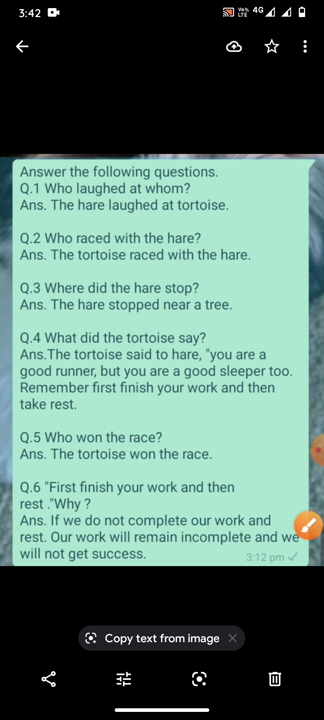 3:42
Vo))
LTE
4G
Answer the following questions.
Q.1 Who laughed at whom?
Ans. The hare laughed at tortoise.
Q.2 Who raced with the hare?
Ans. The tortoise raced with the hare.
Q.3 Where did the hare stop?
Ans. The hare stopped near a tree.
Q.4 What did the tortoise say?
Ans.The tortoise said to hare, "you are a
good runner, but you are a good sleeper too.
Remember first finish your work and then
take rest.
Q.5 Who won the race?
Ans. The tortoise won the race.
Q.6 "First finish your work and then
rest ."Why ?
Ans. If we do not complete our work and
rest. Our work will remain incomplete and we
will not get success.
3:12 pm
Copy text from image